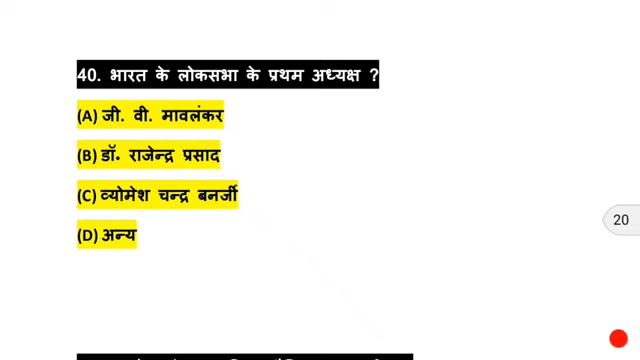 40. भारत के लोकसभा के प्रथम अध्यक्ष ?
(A) जी. वी. मावलंकर
(B) डॉ. राजेन्द्र प्रसाद
(C) व्योमेश चन्द्र बनर्जी
(D) अन्य
20